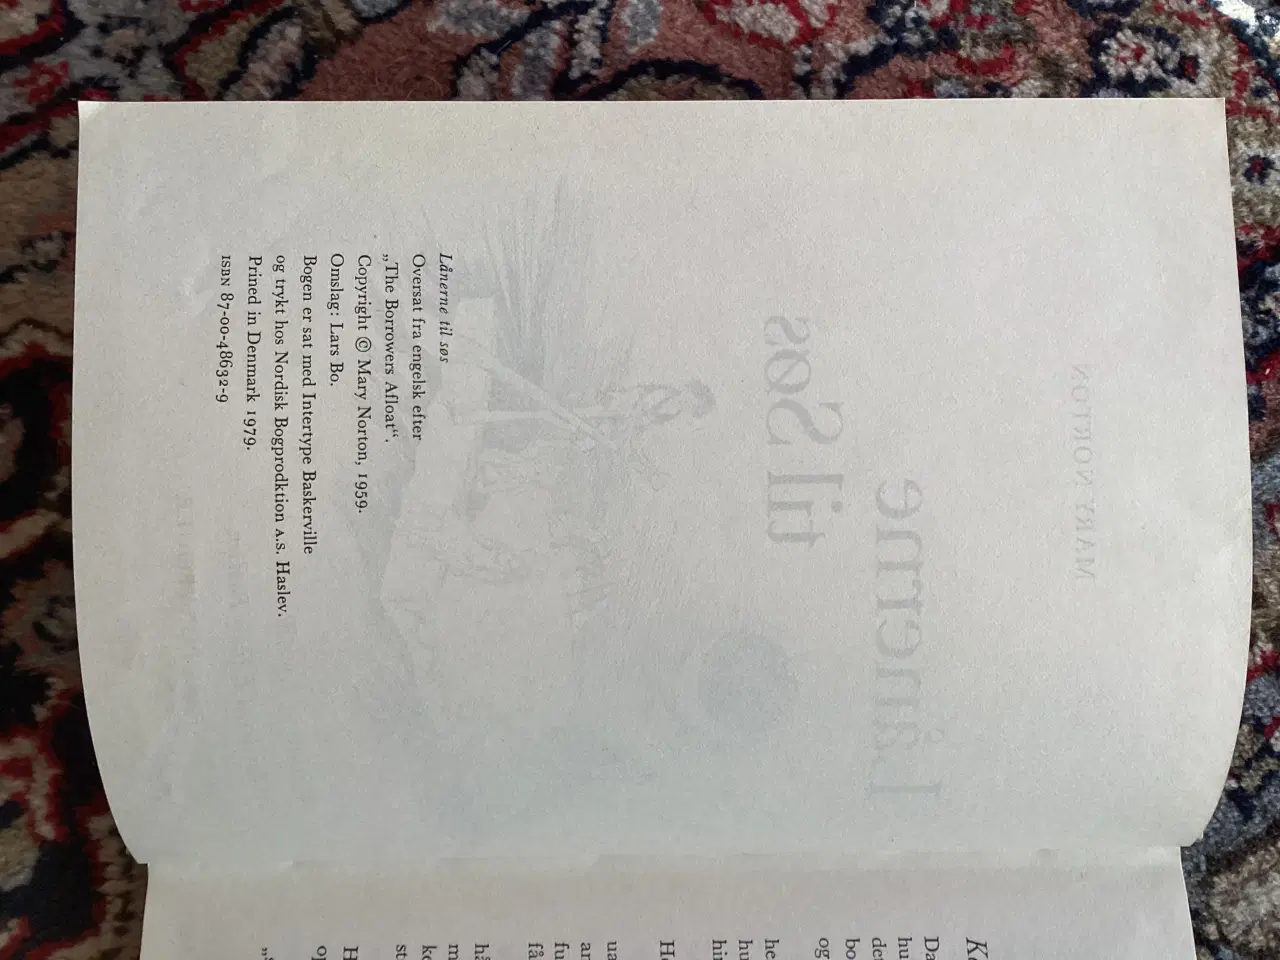 Lånerne til søs
Oversat fra engelsk efter
„The Borrowers Afloat“.
Copyright © Mary Norton, 1959.
Omslag: Lars Bo.
Bogen er sat med Intertype Baskerville
og trykt hos Nordisk Bogprodktion A.S. Haslev.
Prined in Denmark 1979.
ISBN 87-00-48632-9
MARY NORTON
Lånerne
til Søs